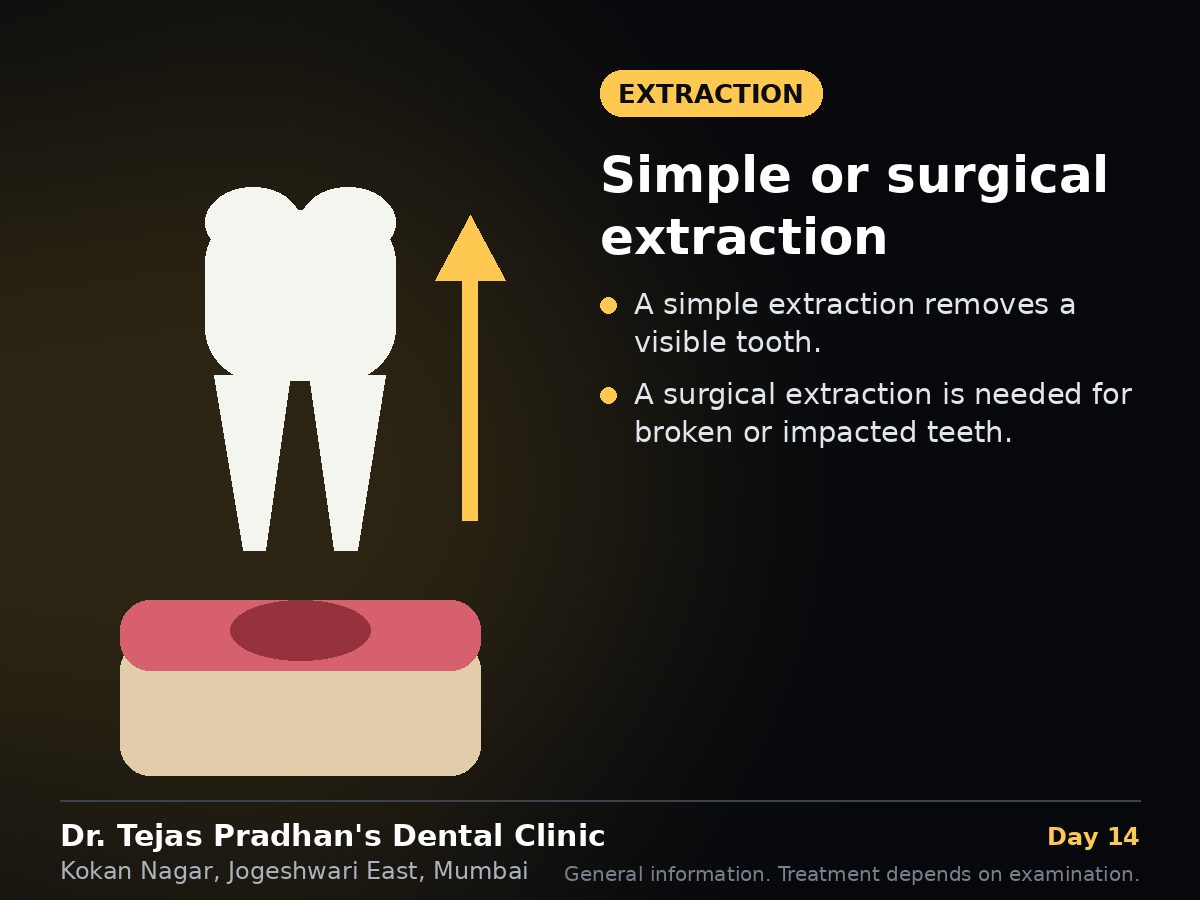 EXTRACTION
Simple or surgical
extraction
A simple extraction removes a
visible tooth.
A surgical extraction is needed for
broken or impacted teeth.
Dr. Tejas Pradhan's Dental Clinic
Day 14
Kokan Nagar, Jogeshwari East, Mumbai
General information. Treatment depends on examination.